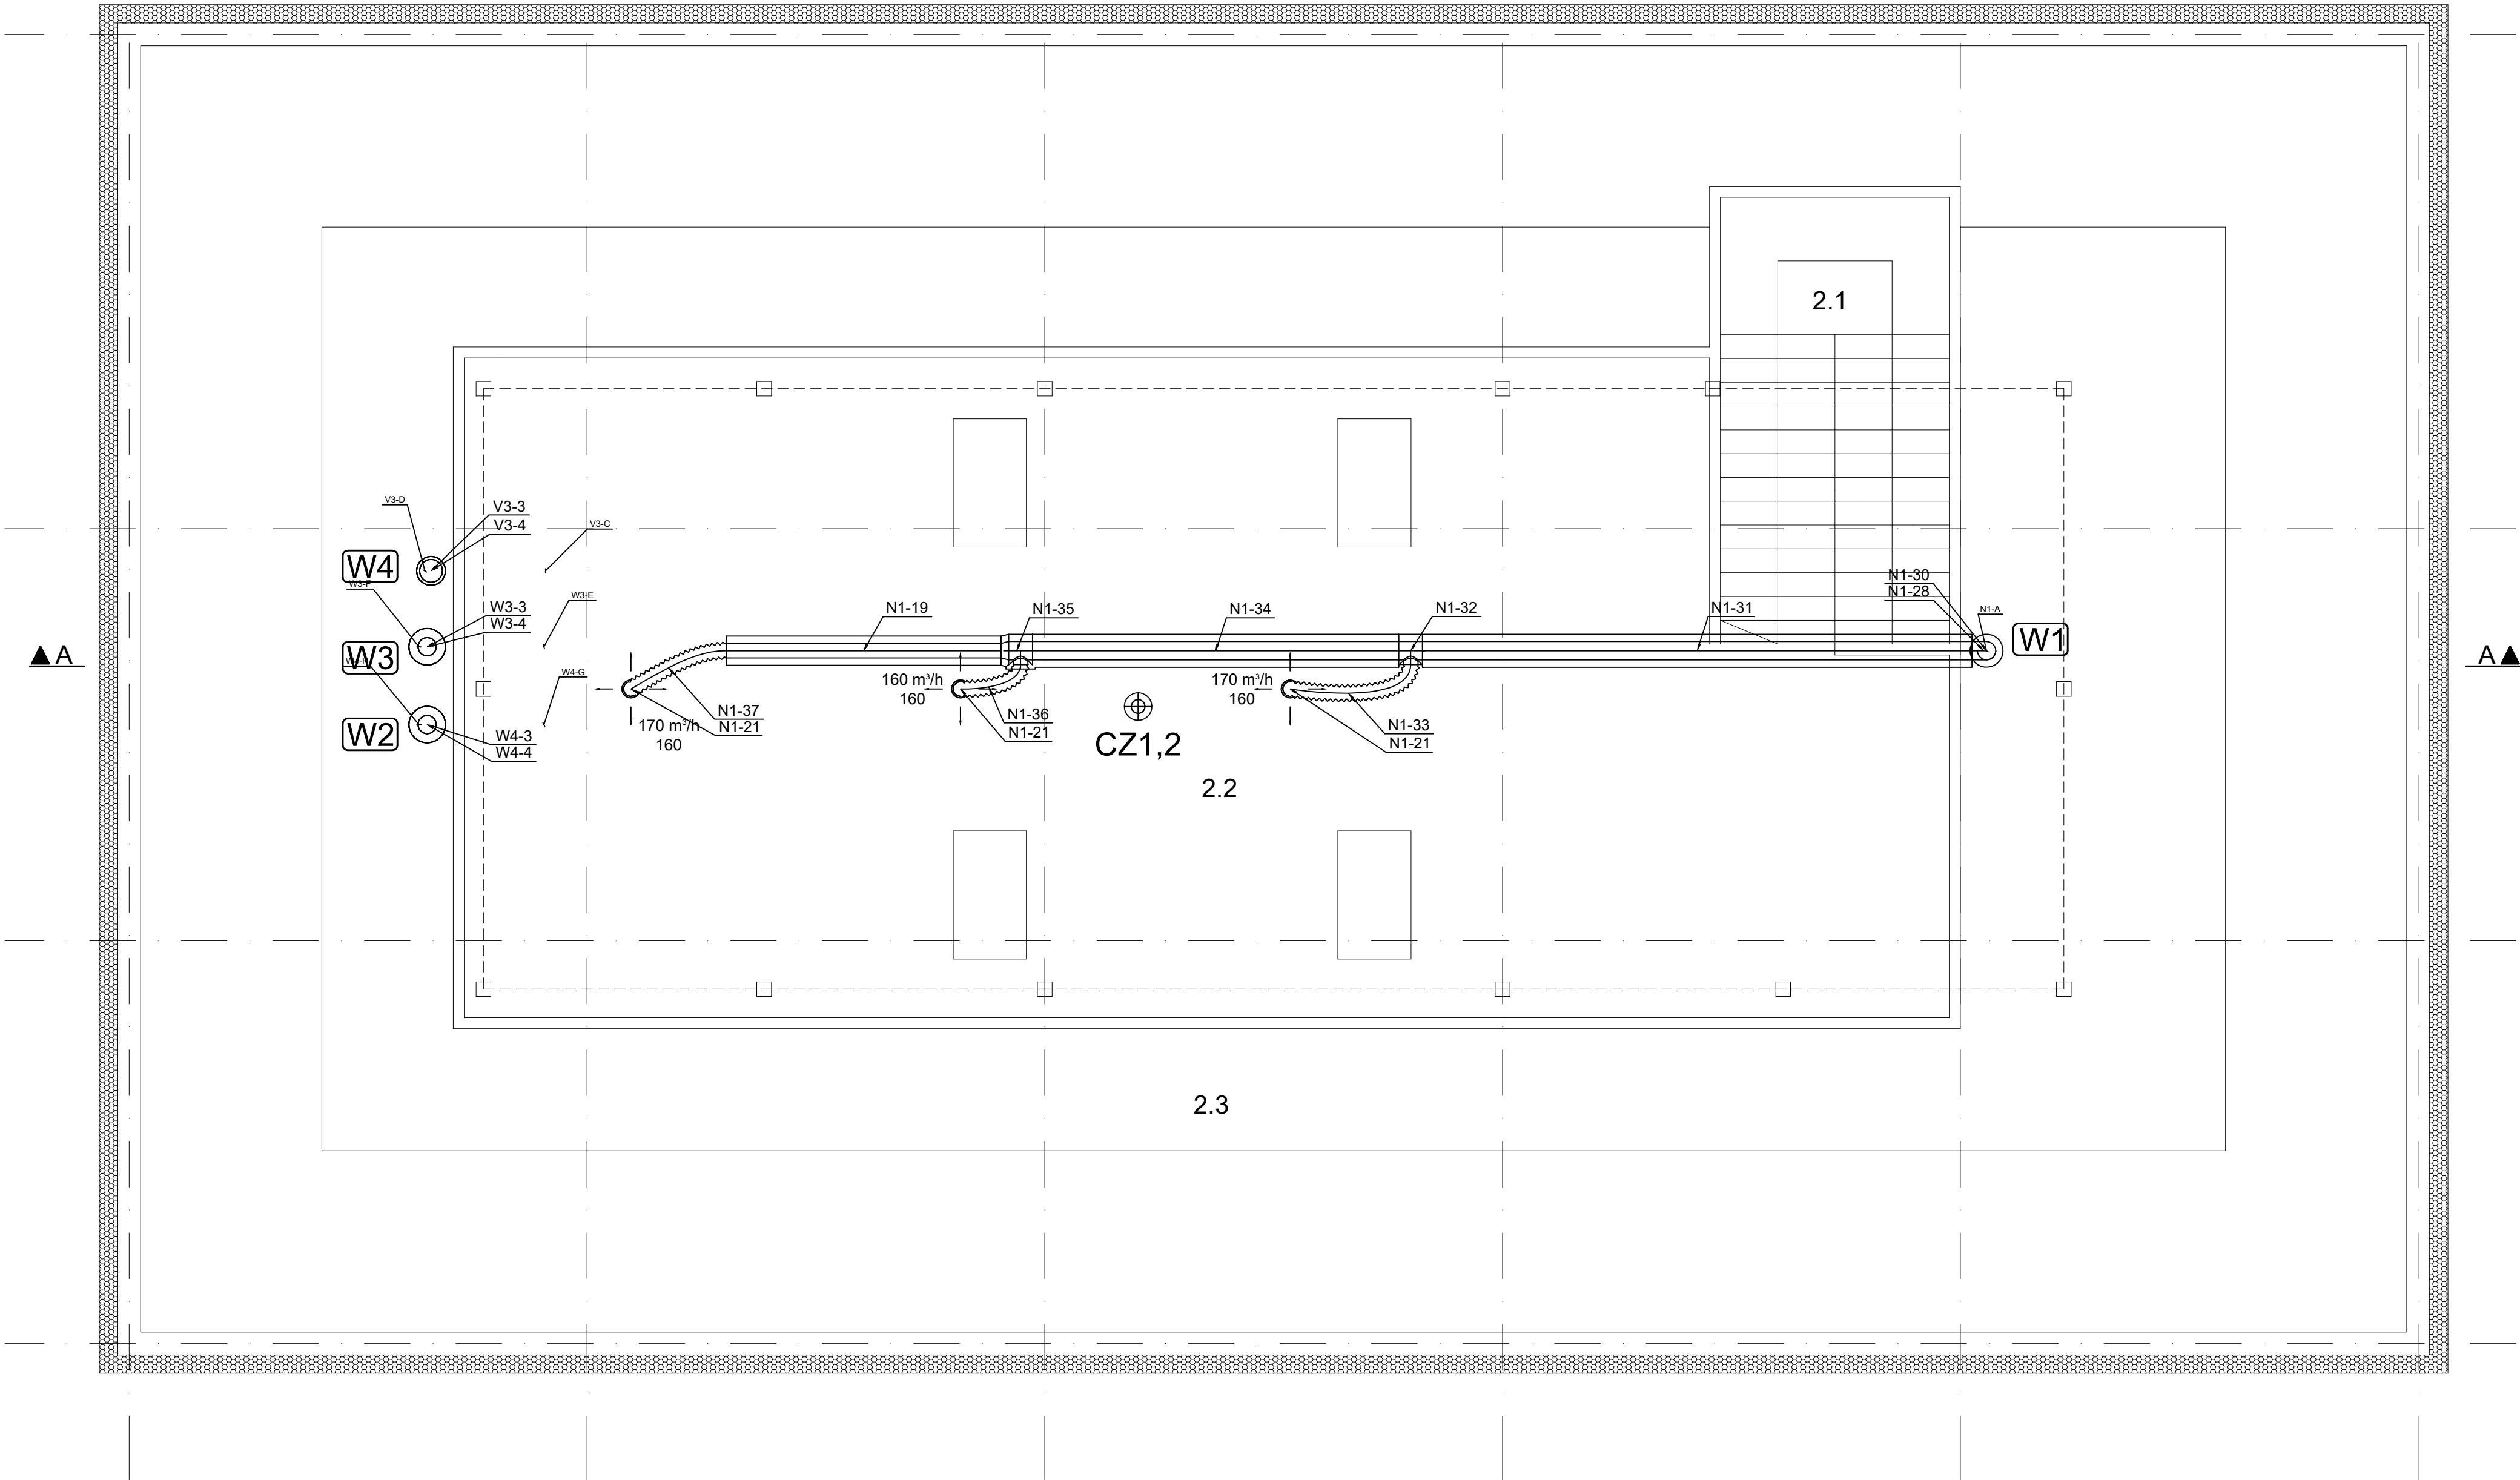 2.1
V3-D
V3-3
V3-4
V3-C
W4
W3-F
W3-E
W3-3
W3-4
W3
W4-G
W2
W4-3
W4-4
N1-19
N1-35
N1-34
N1-32
N1-31
N1-30
N1-28
N1-A
W1
A
A
160 m³/h
160
170 m³/h
160
N1-37
N1-21
170 m³/h
160
N1-36
N1-21
N1-33
N1-21
CZ1,2
2.2
2.3